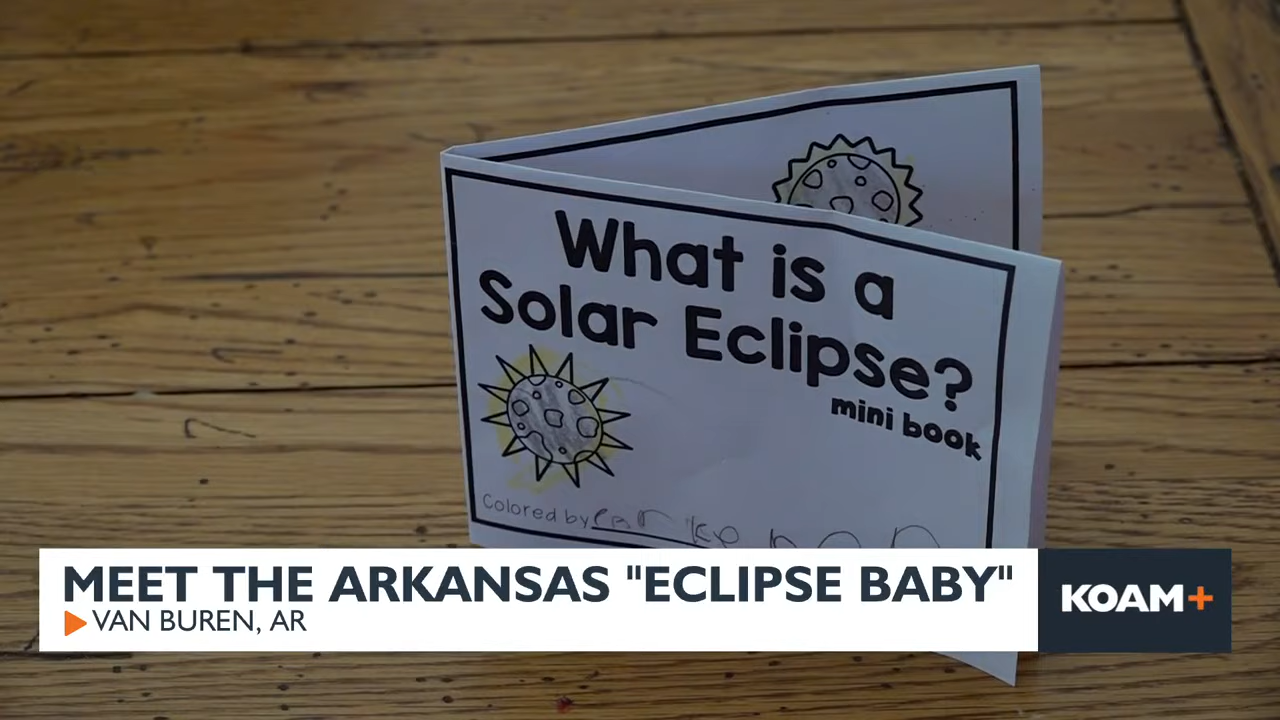 What is a
Solar Eclipse?
mini book
Colored by
MEET THE ARKANSAS "ECLIPSE BABY"
VAN BUREN, AR
KOAM+